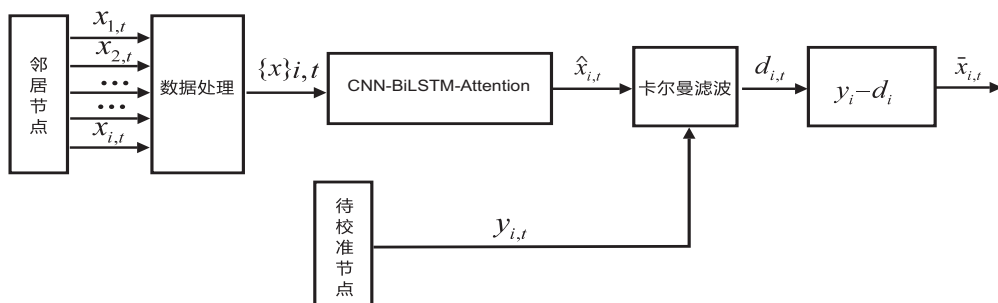 邻居节点
x_{1,t}
x_{2,t}
...
...
x_{i,t}
数据处理
{x}i,t
CNN-BiLSTM-Attention
x̂_{i,t}
卡尔曼滤波
d_{i,t}
y_i-d_i
x̄_{i,t}
待校准节点
y_{i,t}